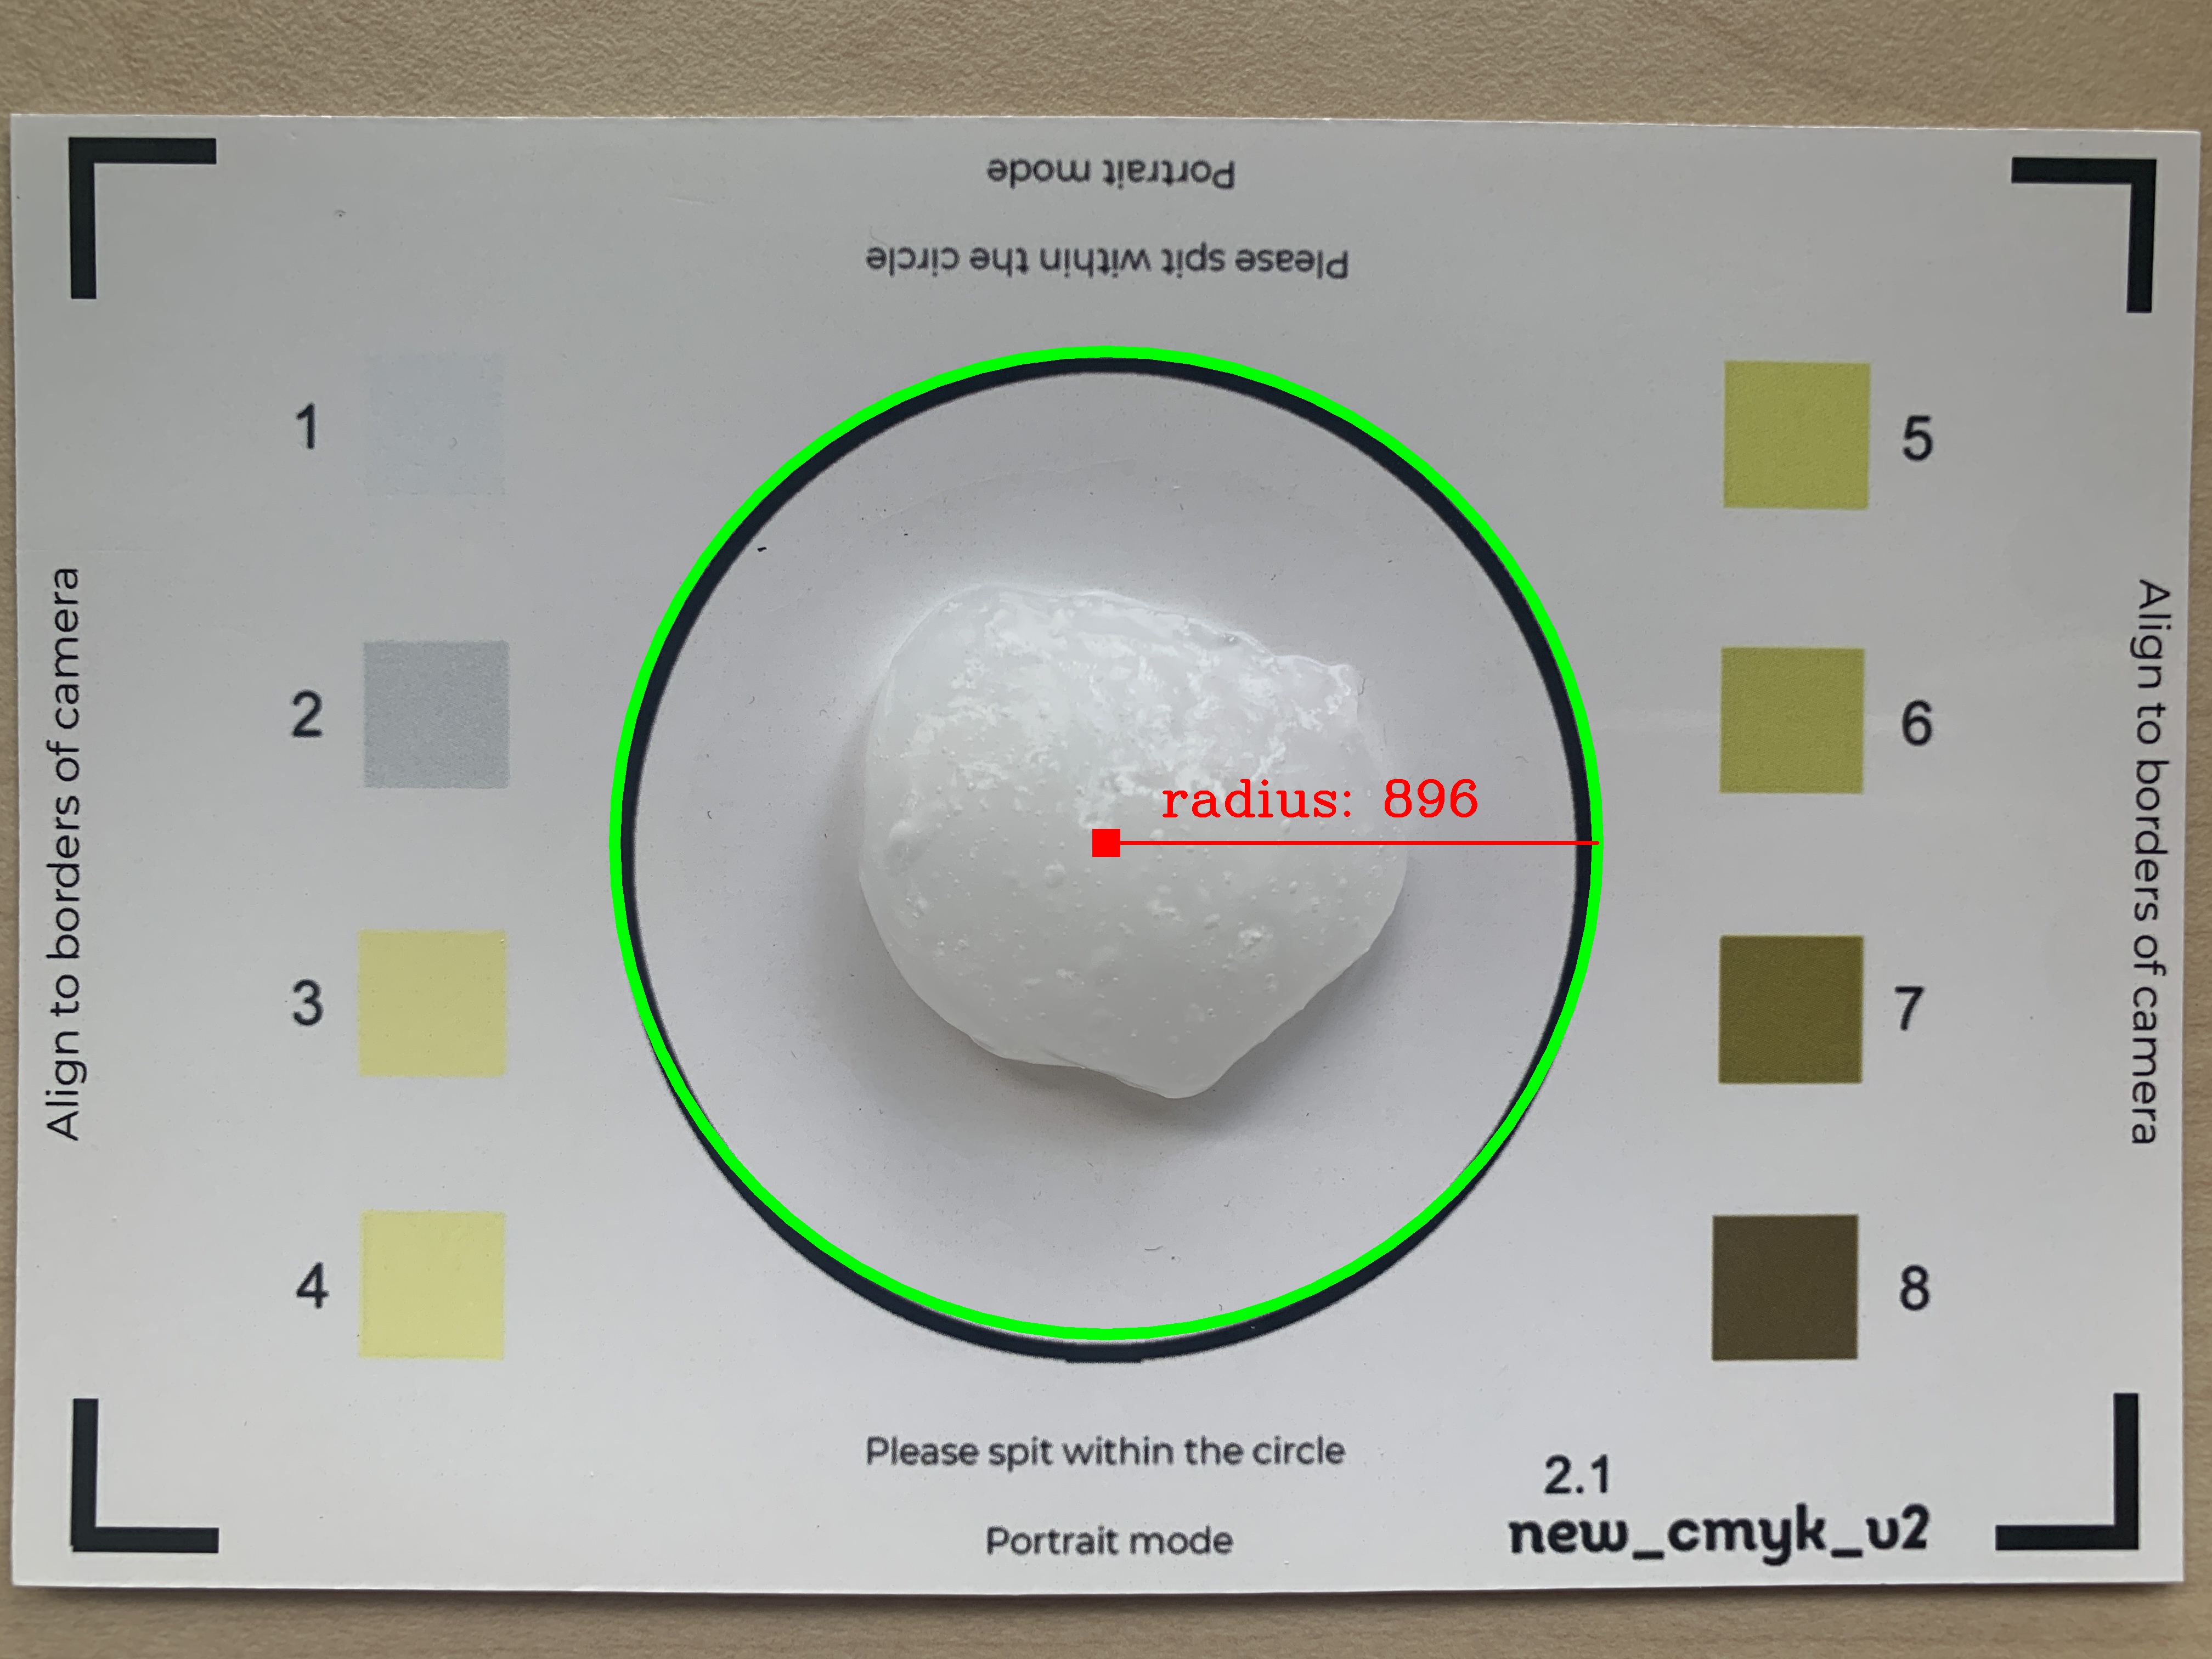 Portrait mode
Please spit within the circle
1
5
2
6
Align to borders of camera
Align to borders of camera
radius: 896
3
7
4
8
Please spit within the circle
2.1
Portrait mode
new_cmyk_v2